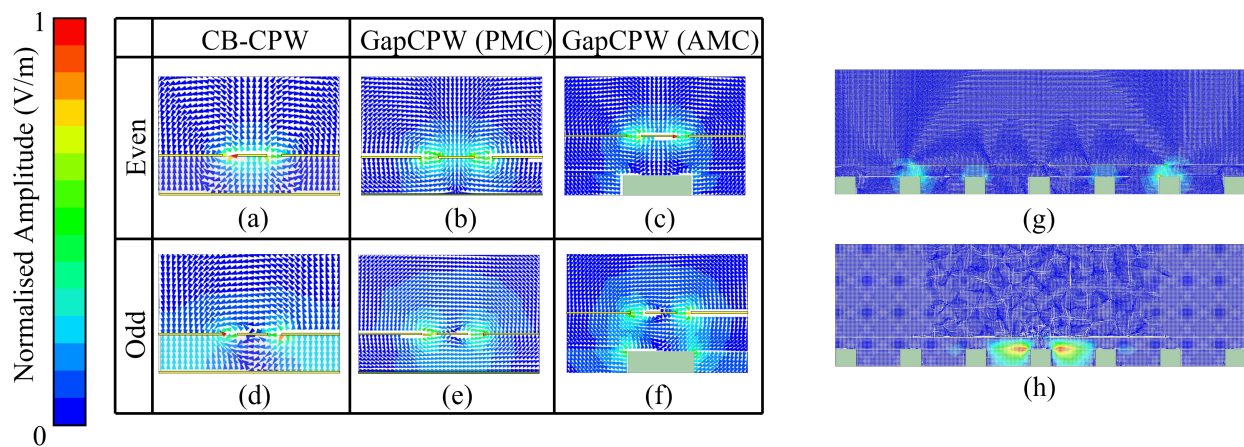 1
Normalised Amplitude (V/m)
0
CB-CPW GapCPW (PMC) GapCPW (AMC)
Even
(a) (b) (c)
Odd
(d) (e) (f)
(g)
(h)